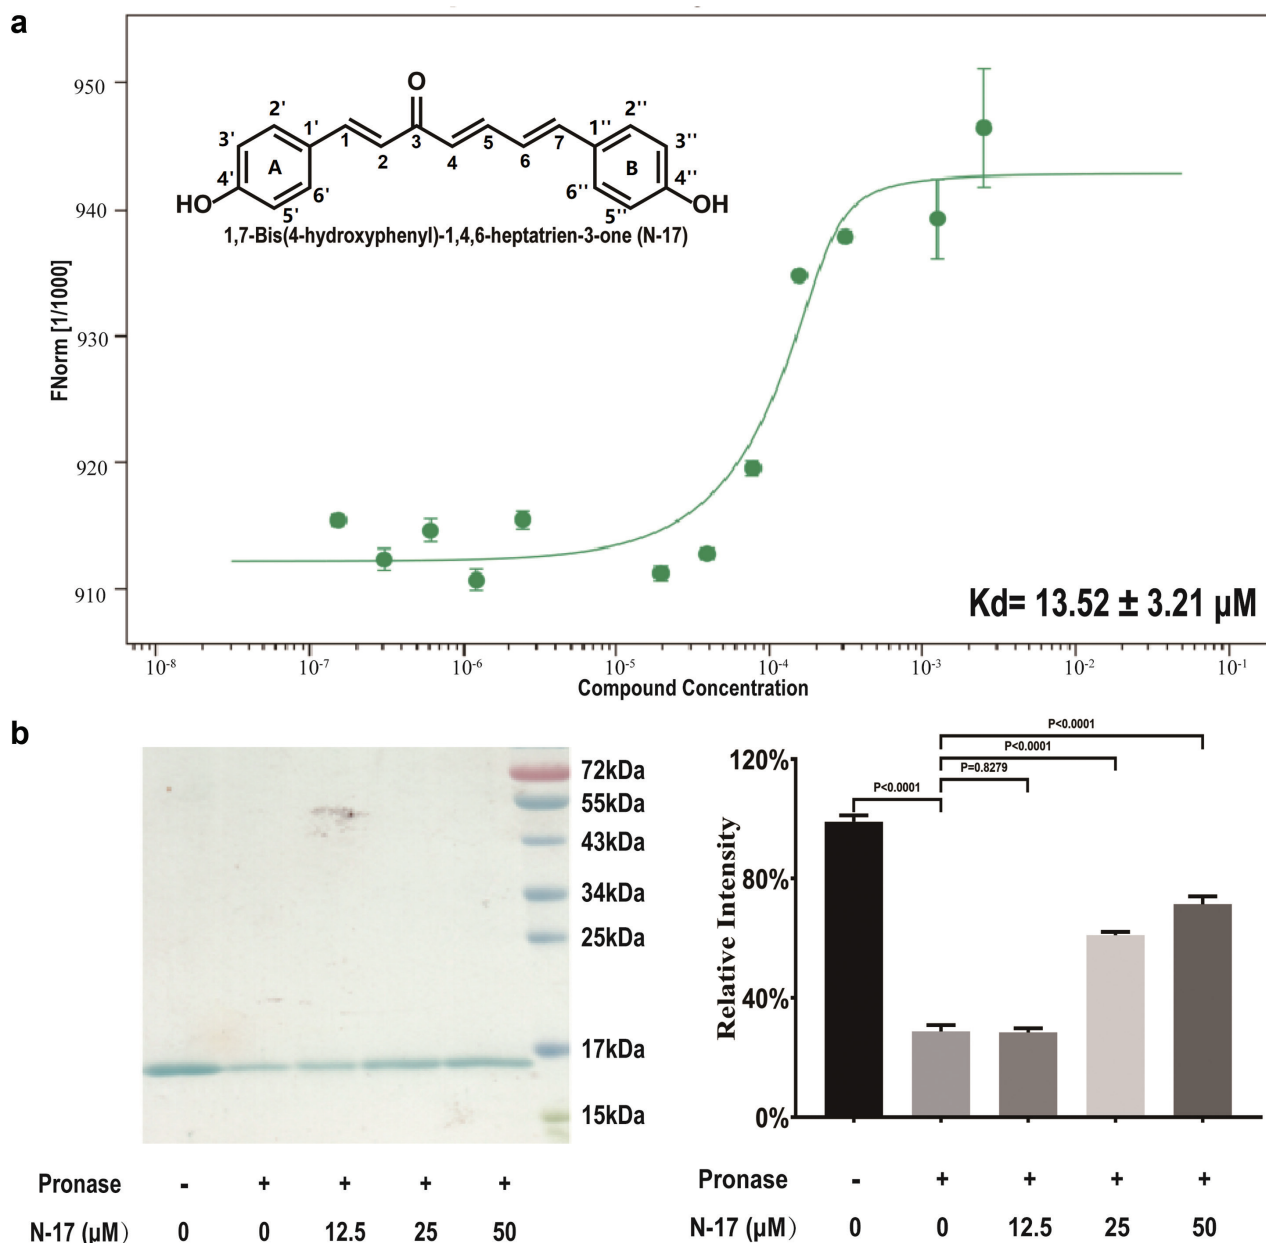 a
950
940
930
920
910
FNorm [1/1000]
O
2' 2''
3' 1' 1'' 3''
A 1 2 3 4 5 6 7 B
4' 6' 6'' 4''
HO 5' 5'' OH
1,7-Bis(4-hydroxyphenyl)-1,4,6-heptatrien-3-one (N-17)
Kd= 13.52 ± 3.21 μM
10-8 10-7 10-6 10-5 10-4 10-3 10-2 10-1
Compound Concentration
b
72kDa
55kDa
43kDa
34kDa
25kDa
17kDa
15kDa
Pronase - + + + +
N-17 (μM) 0 0 12.5 25 50
P<0.0001
P<0.0001
P=0.8279
P<0.0001
120%
80%
40%
0%
Relative Intensity
Pronase - + + + +
N-17 (μM) 0 0 12.5 25 50